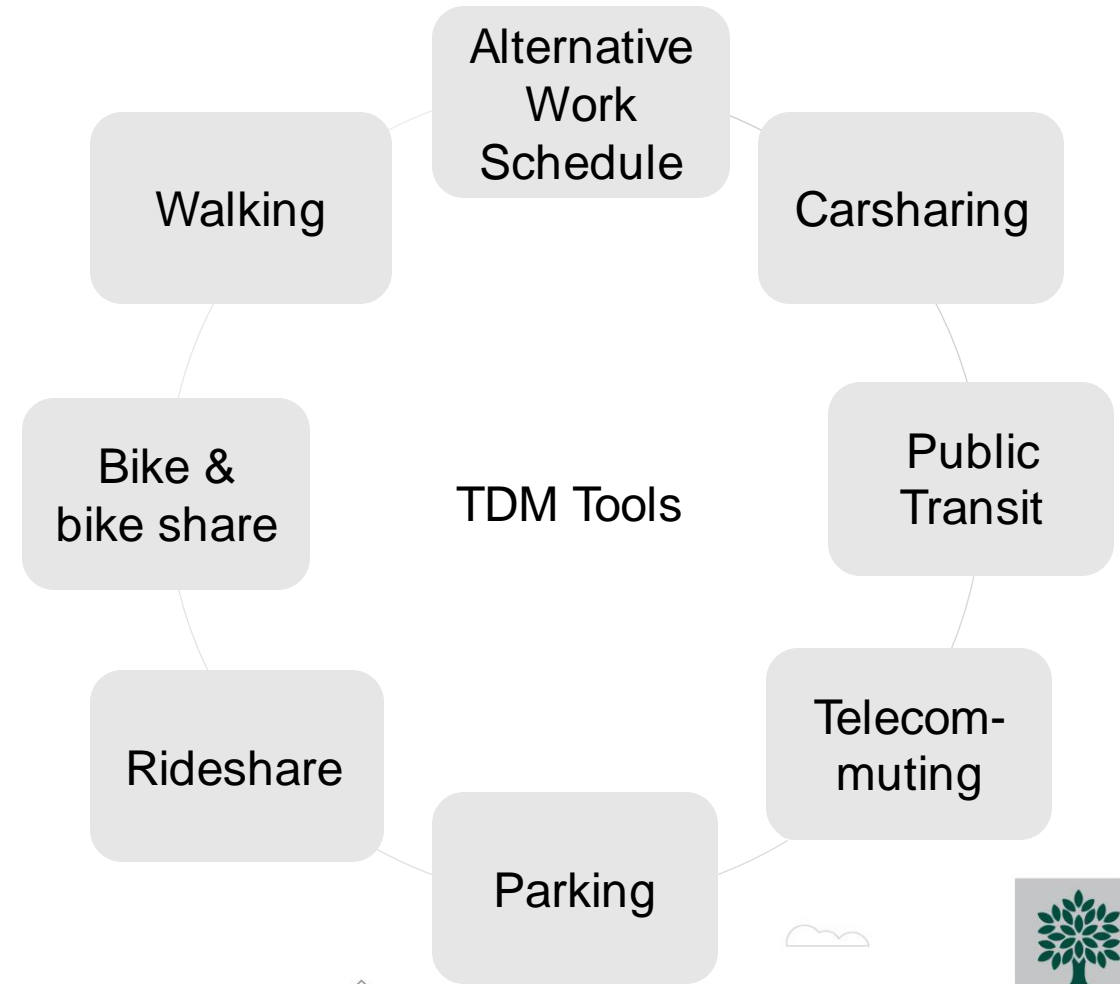 Alternative
Work
Schedule
Carsharing
Public
Transit
Telecom-
muting
Parking
Rideshare
Bike &
bike share
Walking
TDM Tools